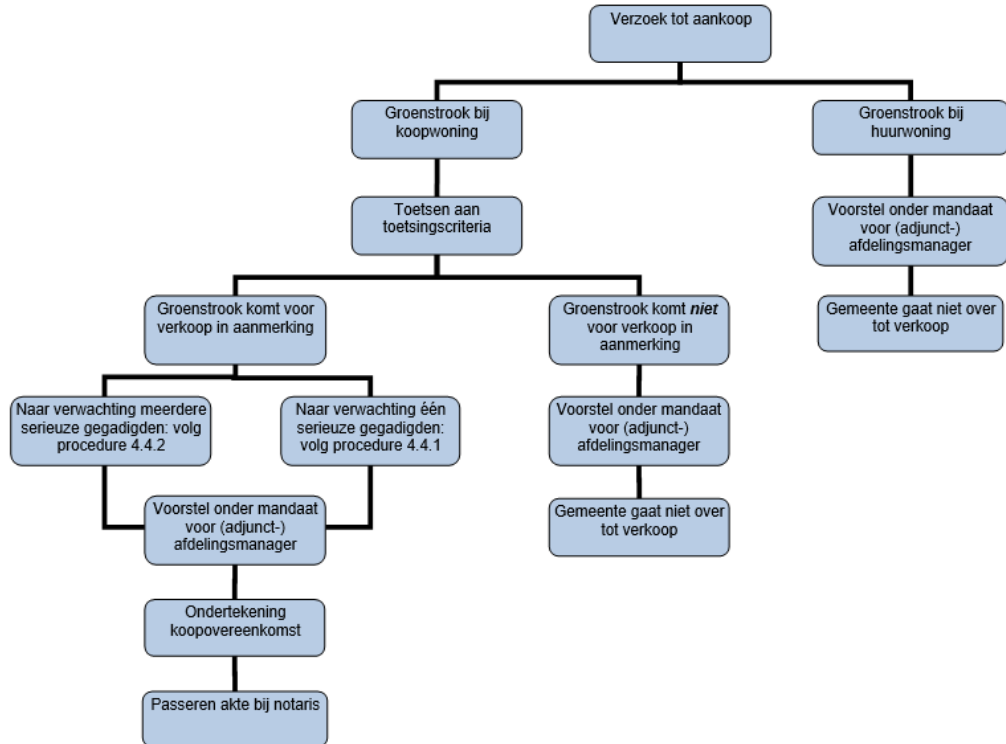 Verzoek tot aankoop
Groenstrook bij
koopwoning
Groenstrook bij
huurwoning
Toetsen aan
toetsingscriteria
Voorstel onder mandaat
voor (adjunct-)
afdelingsmanager
Groenstrook komt voor
verkoop in aanmerking
Groenstrook komt niet
voor verkoop in
aanmerking
Gemeente gaat niet over
tot verkoop
Naar verwachting meerdere
serieuze gegadigden: volg
procedure 4.4.2
Naar verwachting één
serieuze gegadigden:
volg procedure 4.4.1
Voorstel onder mandaat
voor (adjunct-)
afdelingsmanager
Voorstel onder mandaat
voor (adjunct-)
afdelingsmanager
Gemeente gaat niet over
tot verkoop
Ondertekening
koopovereenkomst
Passeren akte bij notaris